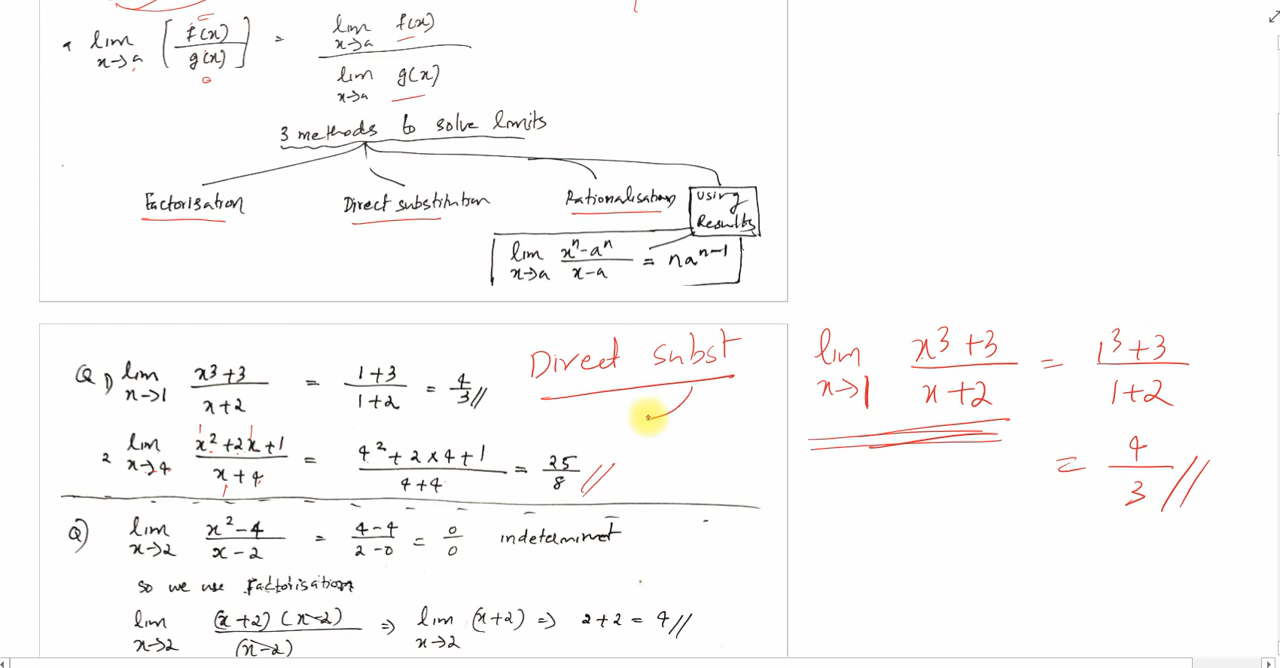 lim x→a [f(x)/g(x)] = lim x→a f(x) / lim x→a g(x)
3 methods to solve limits
Factorisation Direct substitution Rationalisation Using Results
lim x→a (xⁿ-aⁿ)/(x-a) = naⁿ⁻¹
Direct subst
Q 1) lim x→1 (x³+3)/(x+2) = (1+3)/(1+2) = 4/3//
2 lim x→4 (x²+2x+1)/(x+4) = (4²+2×4+1)/(4+4) = 25/8 //
Q) lim x→2 (x²-4)/(x-2) = (4-4)/(2-0) = 0/0 indeterminet
so we use Factorisation
lim x→2 (x+2)(x-2)/(x-2) ⇒ lim x→2 (x+2) ⇒ 2+2 = 4//
lim x→1 (x³+3)/(x+2) = (1³+3)/(1+2)
= 4/3 //